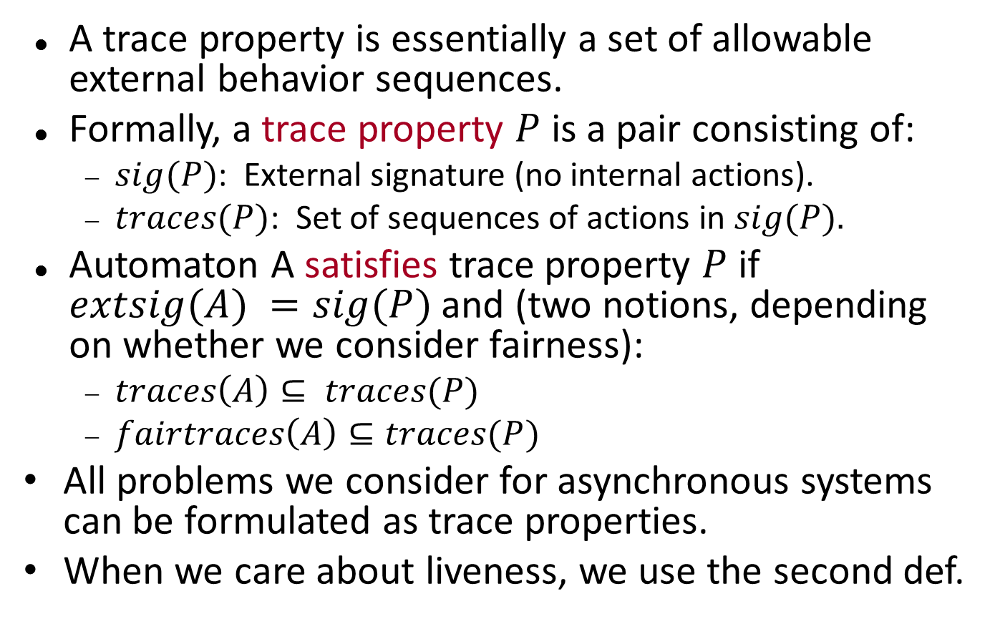 • A trace property is essentially a set of allowable
external behavior sequences.
• Formally, a trace property P is a pair consisting of:
– sig(P): External signature (no internal actions).
– traces(P): Set of sequences of actions in sig(P).
• Automaton A satisfies trace property P if
extsig(A) = sig(P) and (two notions, depending
on whether we consider fairness):
– traces(A) ⊆ traces(P)
– fairtraces(A) ⊆ traces(P)
• All problems we consider for asynchronous systems
can be formulated as trace properties.
• When we care about liveness, we use the second def.